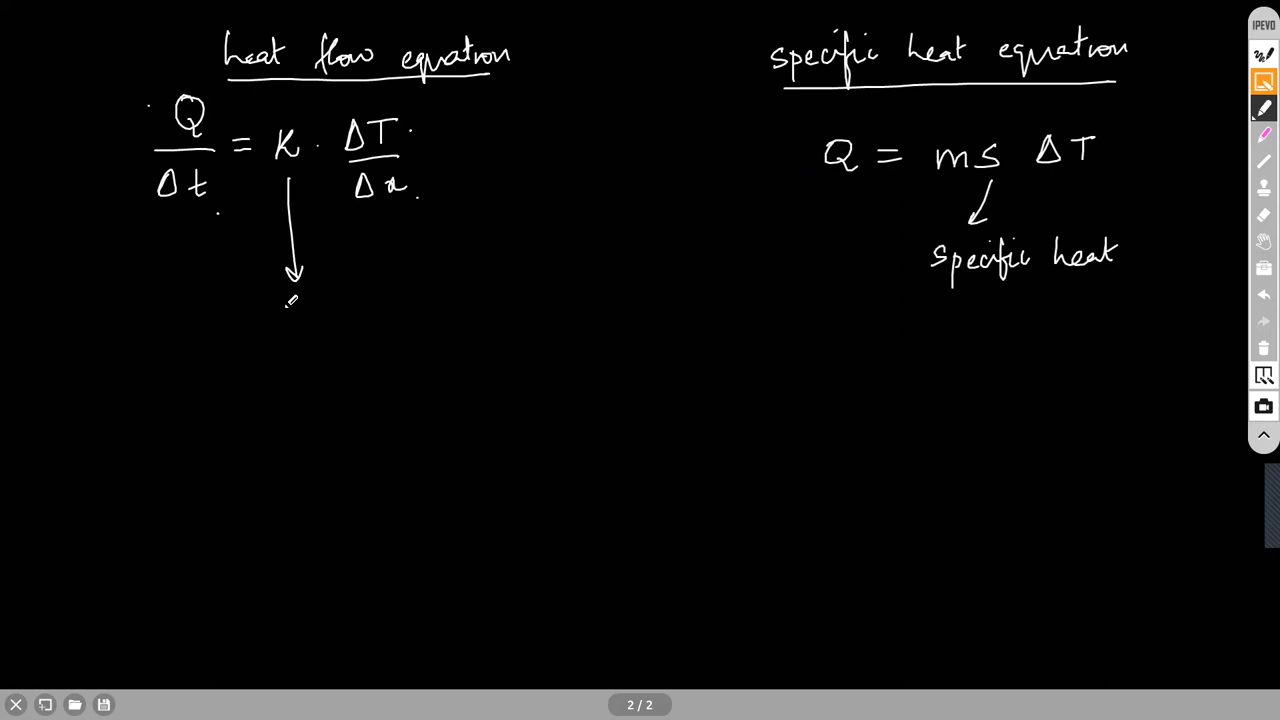 heat flow equation
Q/Δt = K · ΔT/Δx
specific heat equation
Q = ms ΔT
specific heat
IPEVO
2 / 2